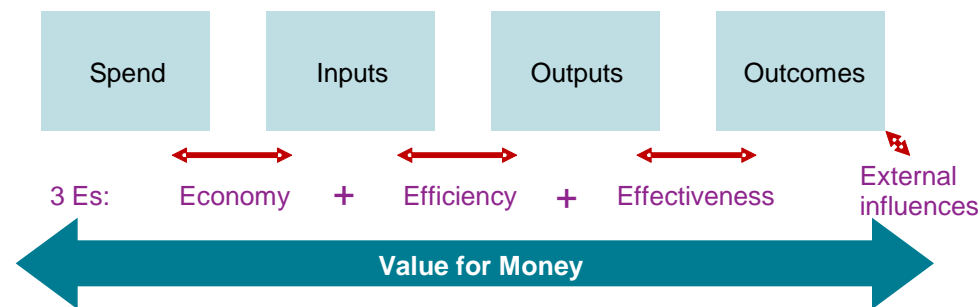 Spend Inputs Outputs Outcomes
3 Es: Economy + Efficiency + Effectiveness
External
influences
Value for Money